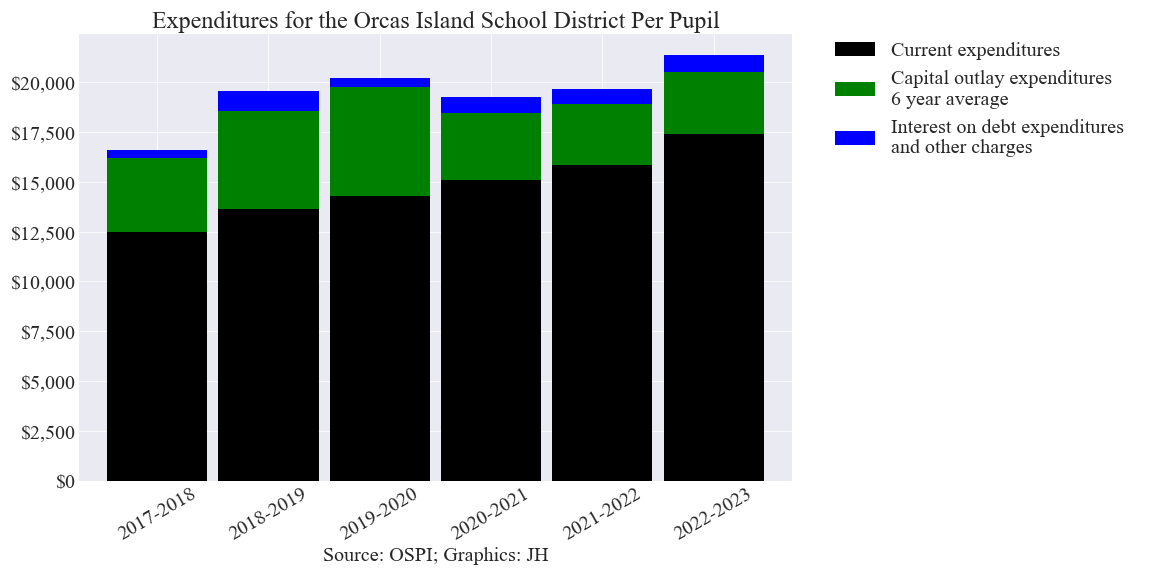 Expenditures for the Orcas Island School District Per Pupil
$20,000
$17,500
$15,000
$12,500
$10,000
$7,500
$5,000
$2,500
$0
2017-2018
2018-2019
2019-2020
2020-2021
2021-2022
2022-2023
Source: OSPI; Graphics: JH
Current expenditures
Capital outlay expenditures
6 year average
Interest on debt expenditures
and other charges